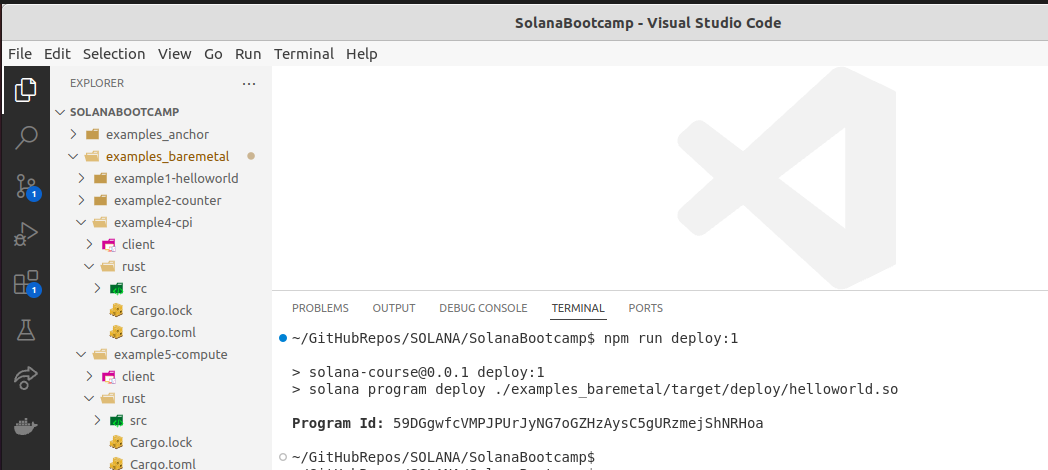 SolanaBootcamp - Visual Studio Code
File Edit Selection View Go Run Terminal Help
EXPLORER ...
SOLANABOOTCAMP
examples_anchor
examples_baremetal
example1-helloworld
1
example2-counter
example4-cpi
client
rust
1
src
Cargo.lock
Cargo.toml
example5-compute
client
rust
src
Cargo.lock
Cargo.toml
PROBLEMS OUTPUT DEBUG CONSOLE TERMINAL PORTS
~/GitHubRepos/SOLANA/SolanaBootcamp$ npm run deploy:1
> solana-course@0.0.1 deploy:1
> solana program deploy ./examples_baremetal/target/deploy/helloworld.so
Program Id: 59DGgwfcVMPJPUrJyNG7oGZHzAysC5gURzmejShNRHoa
~/GitHubRepos/SOLANA/SolanaBootcamp$